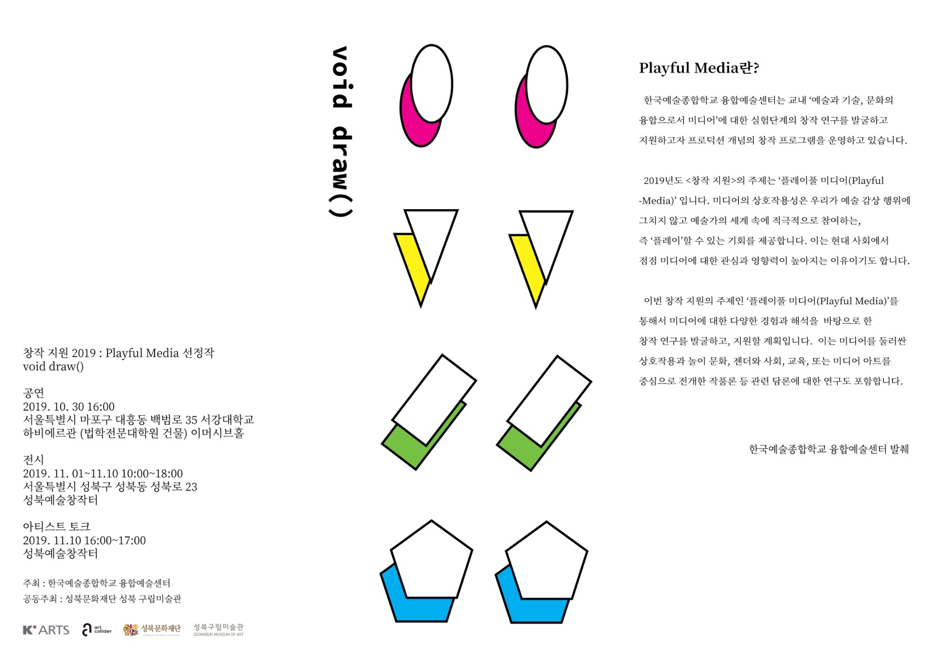 void draw()
창작 지원 2019 : Playful Media 선정작
void draw()
공연
2019. 10. 30 16:00
서울특별시 마포구 대흥동 백범로 35 서강대학교
하비에르관 (법학전문대학원 건물) 이머시브홀
전시
2019. 11. 01~11.10 10:00~18:00
서울특별시 성북구 성북동 성북로 23
성북예술창작터
아티스트 토크
2019. 11.10 16:00~17:00
성북예술창작터
주최 : 한국예술종합학교 융합예술센터
공동주최 : 성북문화재단 성북 구립미술관
K'ARTS
art collider
성북문화재단
성북구립미술관
SEONGBUK MUSEUM OF ART
Playful Media란?
한국예술종합학교 융합예술센터는 교내 ‘예술과 기술, 문화의
융합으로서 미디어’에 대한 실험단계의 창작 연구를 발굴하고
지원하고자 프로덕션 개념의 창작 프로그램을 운영하고 있습니다.
2019년도 <창작 지원>의 주제는 ‘플레이풀 미디어(Playful
-Media)’ 입니다. 미디어의 상호작용성은 우리가 예술 감상 행위에
그치지 않고 예술가의 세계 속에 적극적으로 참여하는,
즉 ‘플레이’할 수 있는 기회를 제공합니다. 이는 현대 사회에서
점점 미디어에 대한 관심과 영향력이 높아지는 이유이기도 합니다.
이번 창작 지원의 주제인 ‘플레이풀 미디어(Playful Media)’를
통해서 미디어에 대한 다양한 경험과 해석을 바탕으로 한
창작 연구를 발굴하고, 지원할 계획입니다. 이는 미디어를 둘러싼
상호작용과 놀이 문화, 젠더와 사회, 교육, 또는 미디어 아트를
중심으로 전개한 작품론 등 관련 담론에 대한 연구도 포함합니다.
한국예술종합학교 융합예술센터 발췌